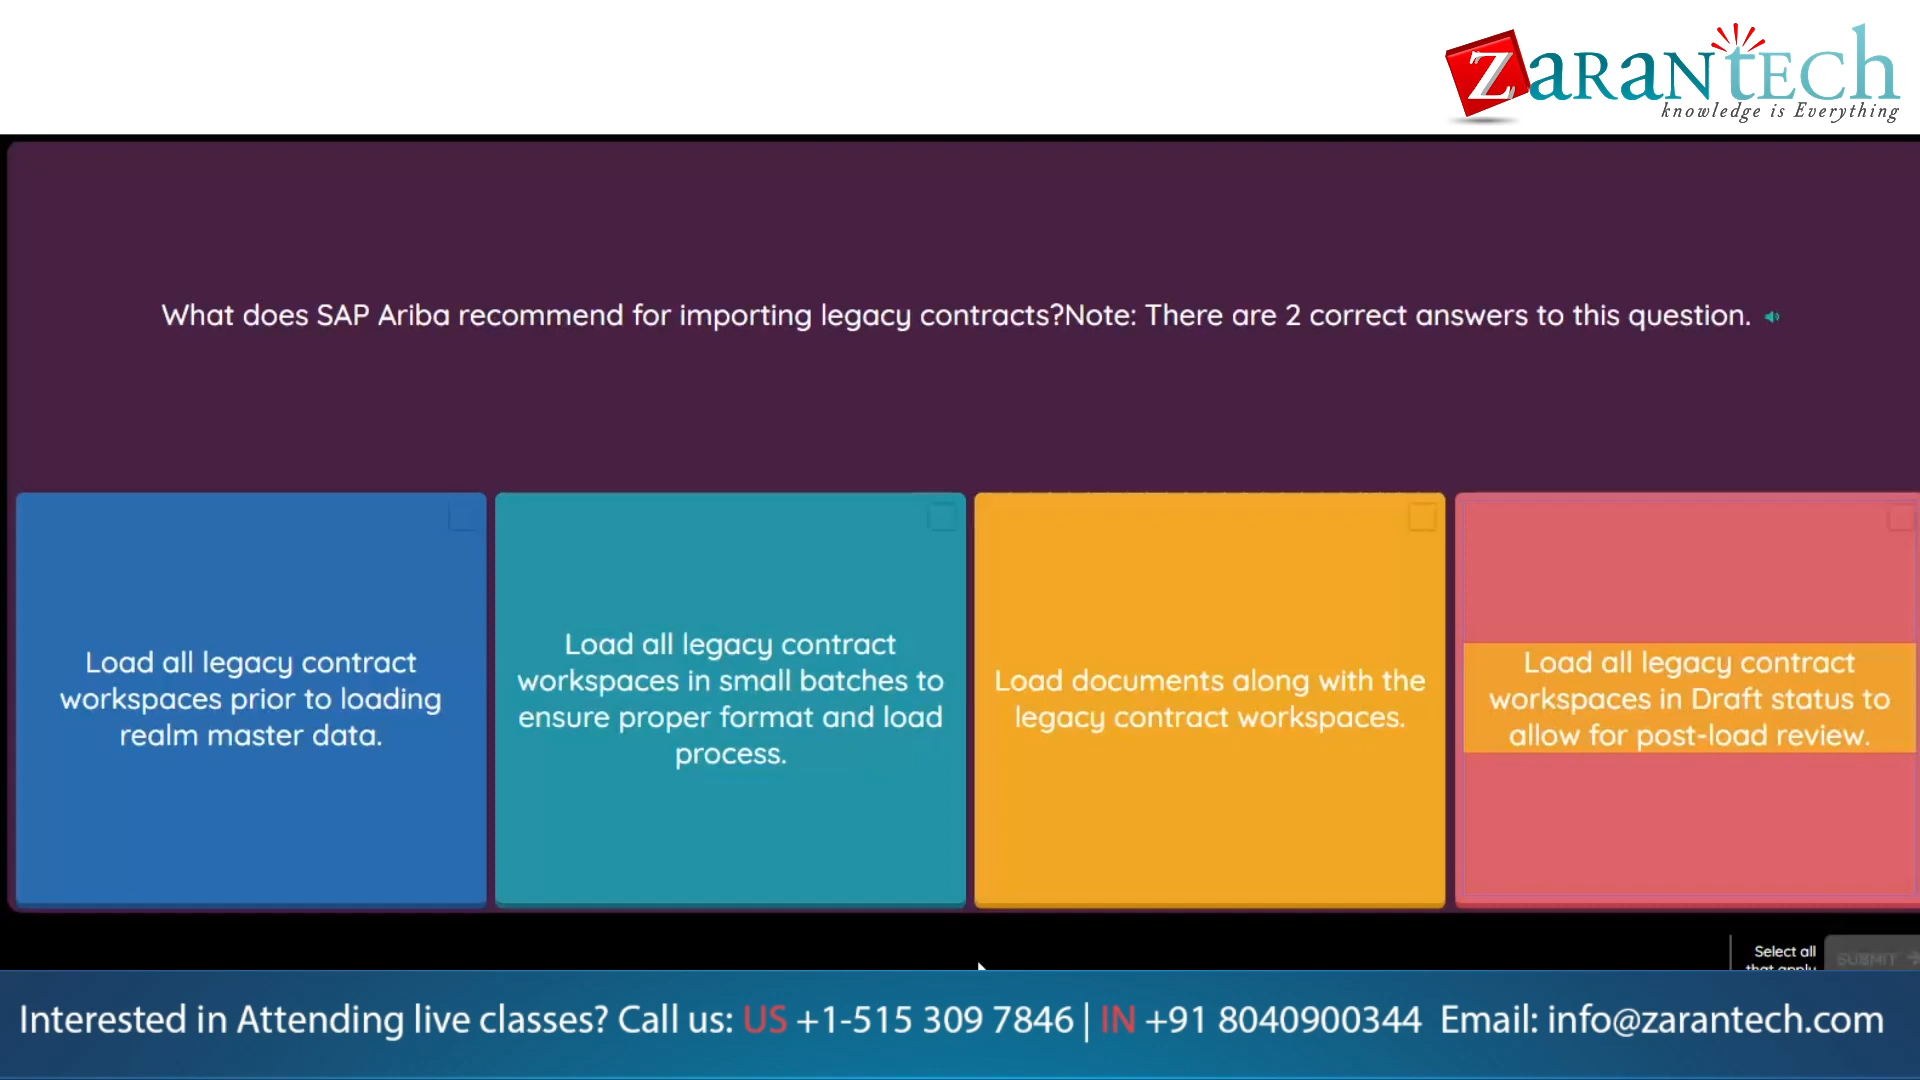 ZaranTech
knowledge is Everything
What does SAP Ariba recommend for importing legacy contracts?Note: There are 2 correct answers to this question.
Load all legacy contract
workspaces prior to loading
realm master data.
Load all legacy contract
workspaces in small batches to
ensure proper format and load
process.
Load documents along with the
legacy contract workspaces.
Load all legacy contract
workspaces in Draft status to
allow for post-load review.
Select all
that apply
SUBMIT
Interested in Attending live classes? Call us: US +1-515 309 7846 | IN +91 8040900344 Email: info@zarantech.com